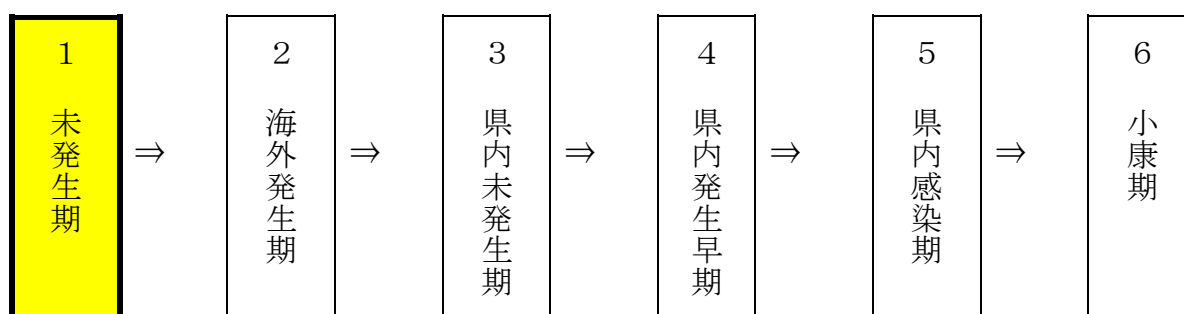 1 未発生期
⇒
2 海外発生期
⇒
3 県内未発生期
⇒
4 県内発生早期
⇒
5 県内感染期
⇒
6 小康期